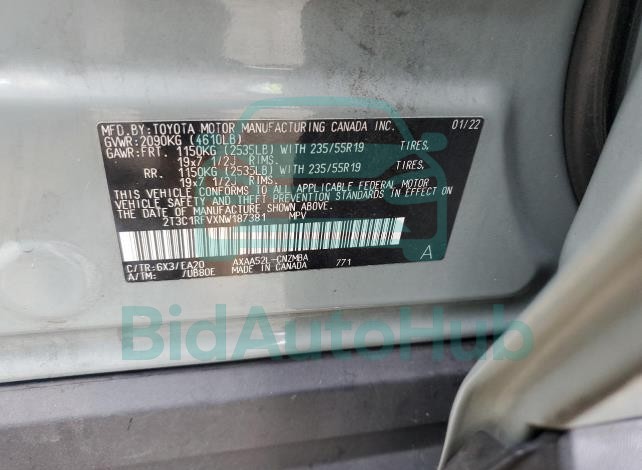 MFD.BY:TOYOTA MOTOR MANUFACTURING CANADA INC. 01/22
GVWR:2090KG (4610LB)
GAWR:FRT. 1150KG (2535LB) WITH 235/55R19 TIRES,
19x7 1/2J RIMS.
RR. 1150KG (2535LB) WITH 235/55R19 TIRES,
19x7 1/2J RIMS.
THIS VEHICLE CONFORMS TO ALL APPLICABLE FEDERAL MOTOR
VEHICLE SAFETY AND THEFT PREVENTION STANDARDS IN EFFECT ON
THE DATE OF MANUFACTURE SHOWN ABOVE.
2T3C1RFVXNW187381 MPV
A
C/TR:GX3/EA20 AXAA52L-CNZMBA 771
A/TM: /UB80E MADE IN CANADA
BidAutoHub